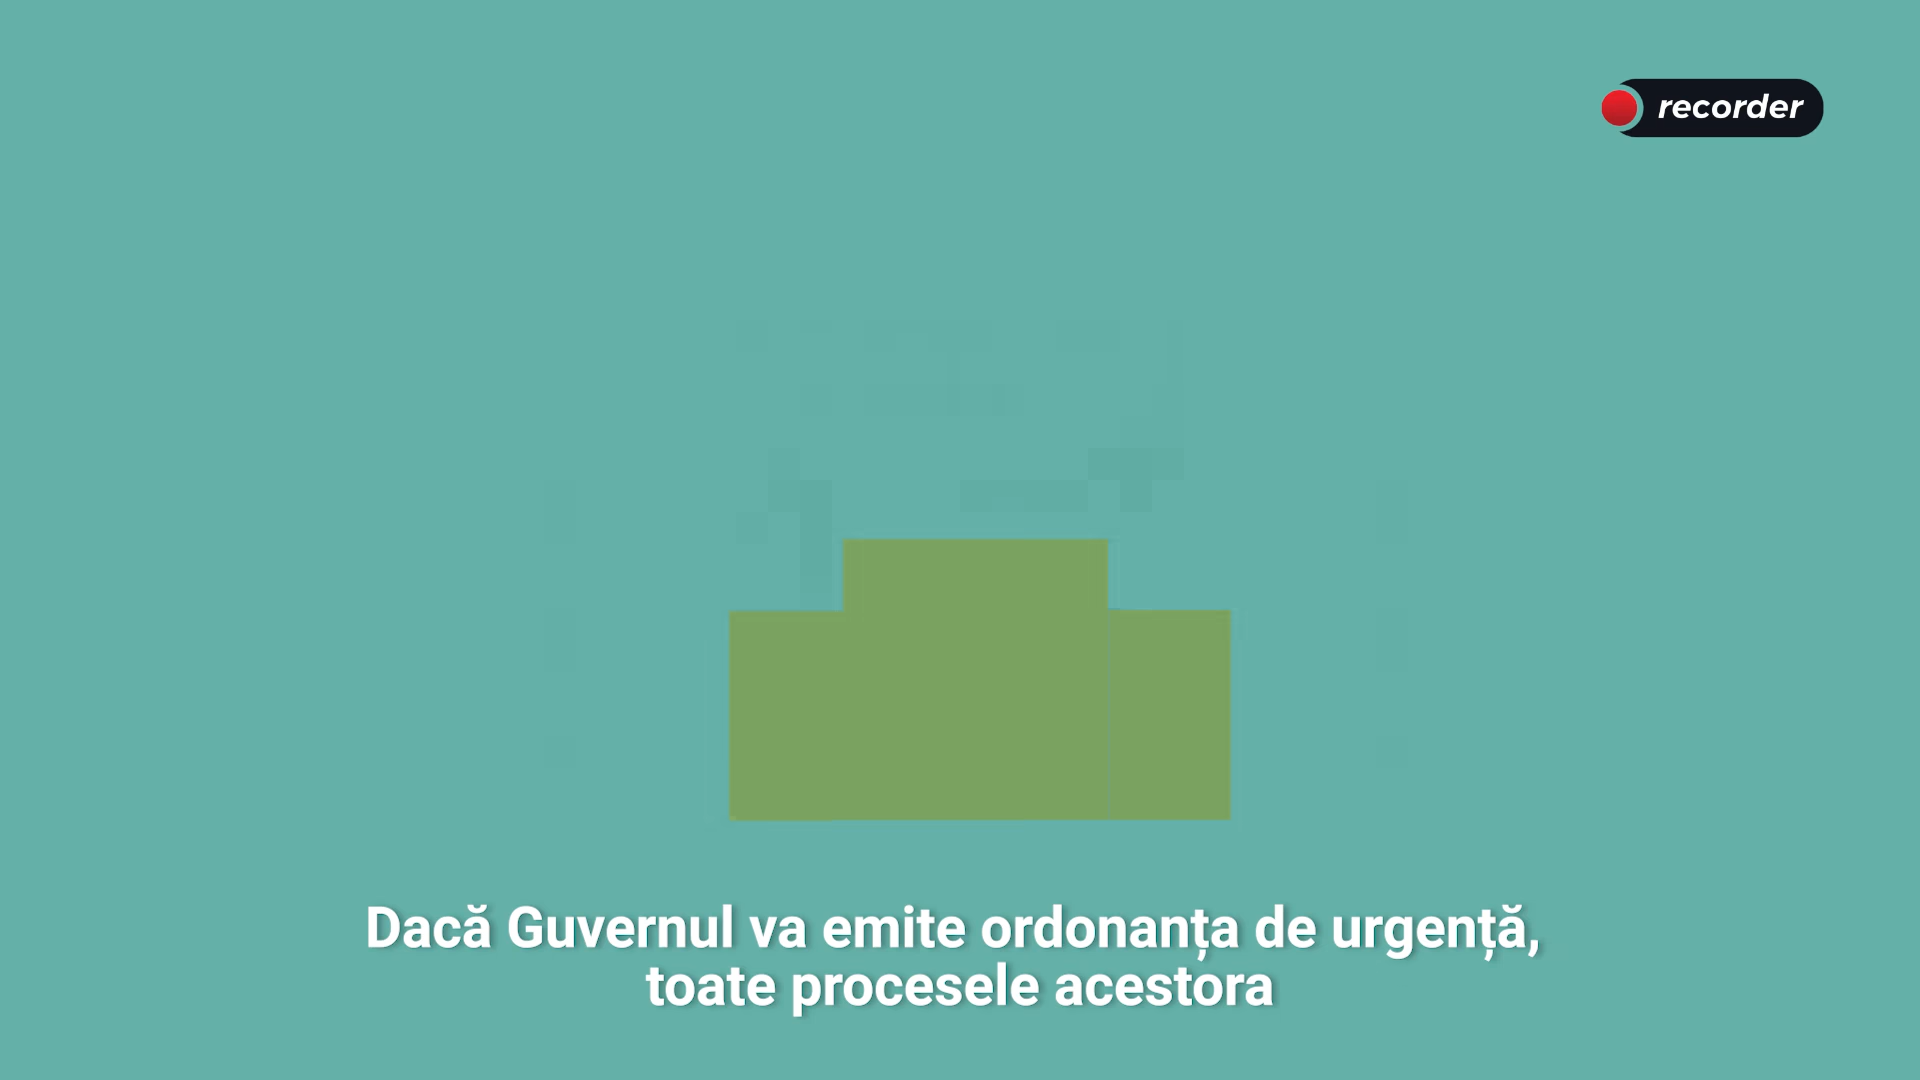 recorder
Dacă Guvernul va emite ordonanța de urgență,
toate procesele acestora